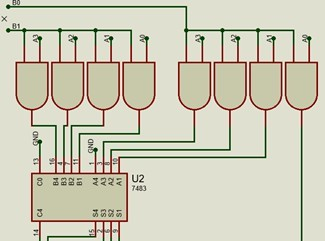 B0
B1
A3 A2 A1 A0 A3 A2 A1 A0
GND GND
13 16 4 7 11 1 3 8 10
C0 B4 B3 B2 B1 A4 A3 A2 A1
U2
7483
C4 S4 S3 S2 S1
14 15 2 6 9